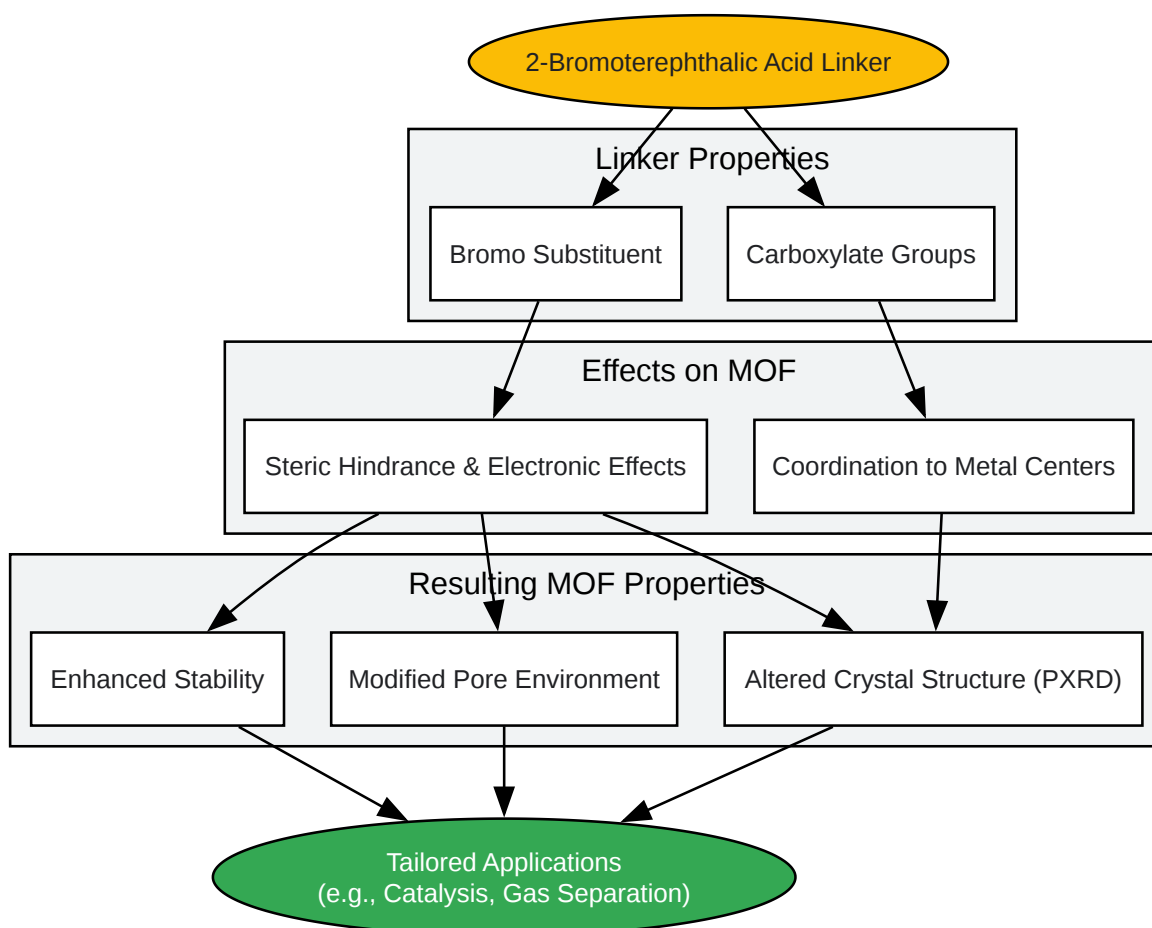 2-Bromoterephthalic Acid Linker
Linker Properties
Bromo Substituent
Carboxylate Groups
Effects on MOF
Steric Hindrance & Electronic Effects
Coordination to Metal Centers
Resulting MOF Properties
Enhanced Stability
Modified Pore Environment
Altered Crystal Structure (PXRD)
Tailored Applications
(e.g., Catalysis, Gas Separation)